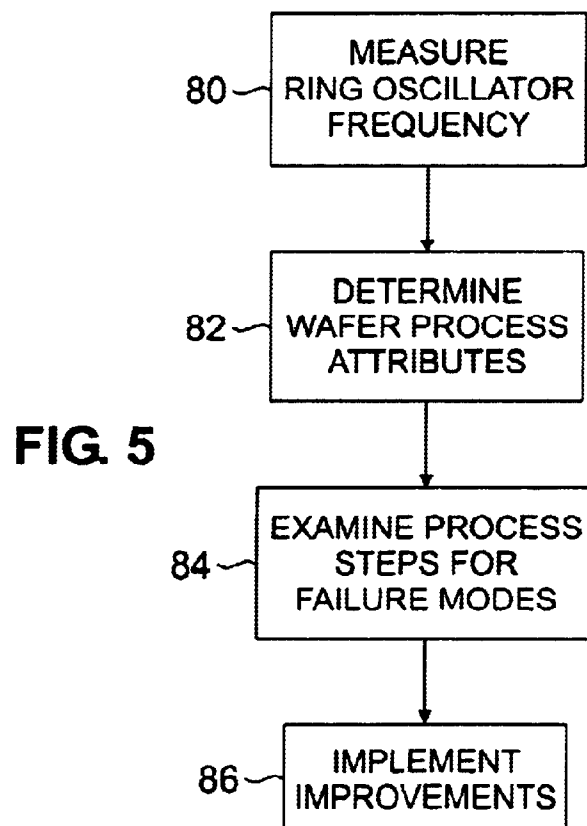 80
MEASURE
RING OSCILLATOR
FREQUENCY
82
DETERMINE
WAFER PROCESS
ATTRIBUTES
FIG. 5
84
EXAMINE PROCESS
STEPS FOR
FAILURE MODES
86
IMPLEMENT
IMPROVEMENTS